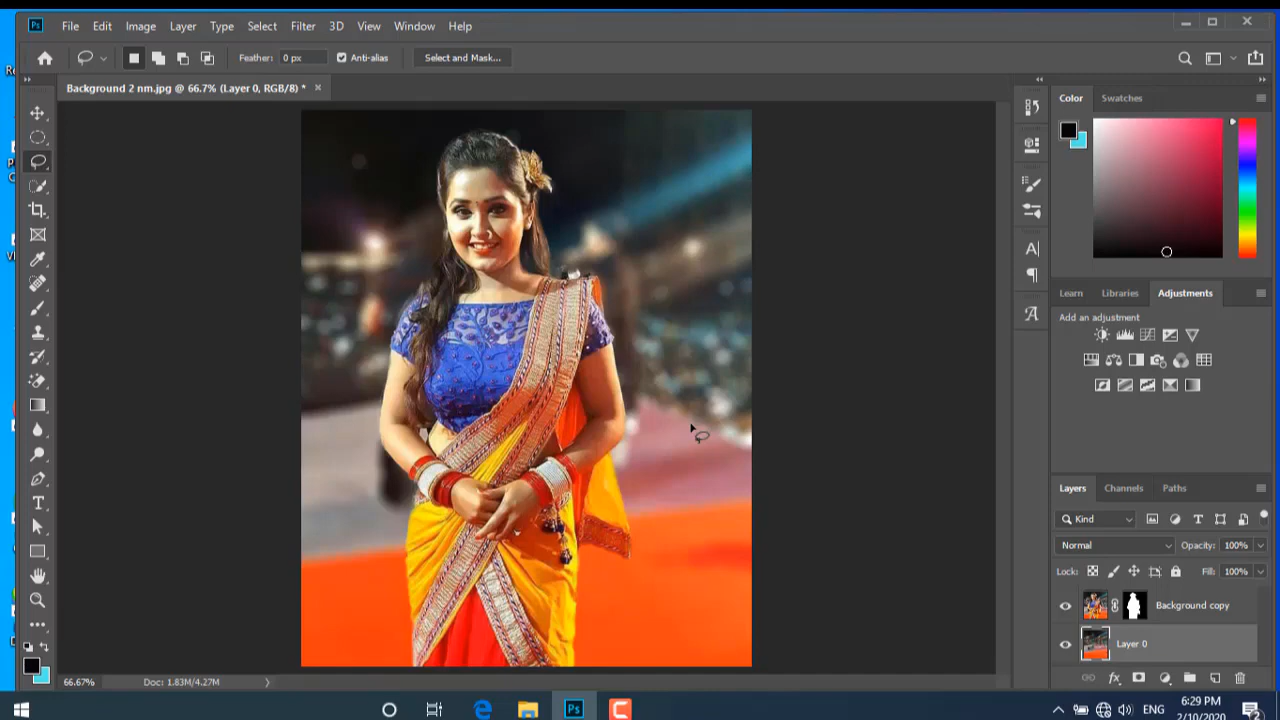 Ps File Edit Image Layer Type Select Filter 3D View Window Help
Feather: 0 px Anti-alias Select and Mask...
Background 2 nm.jpg @ 66.7% (Layer 0, RGB/8) * ×
Color Swatches
Learn Libraries Adjustments
Add an adjustment
Layers Channels Paths
Kind
Normal Opacity: 100%
Lock: Fill: 100%
Background copy
Layer 0
66.67% Doc: 1.83M/4.27M
Ps ENG 6:29 PM
2/10/2020 2